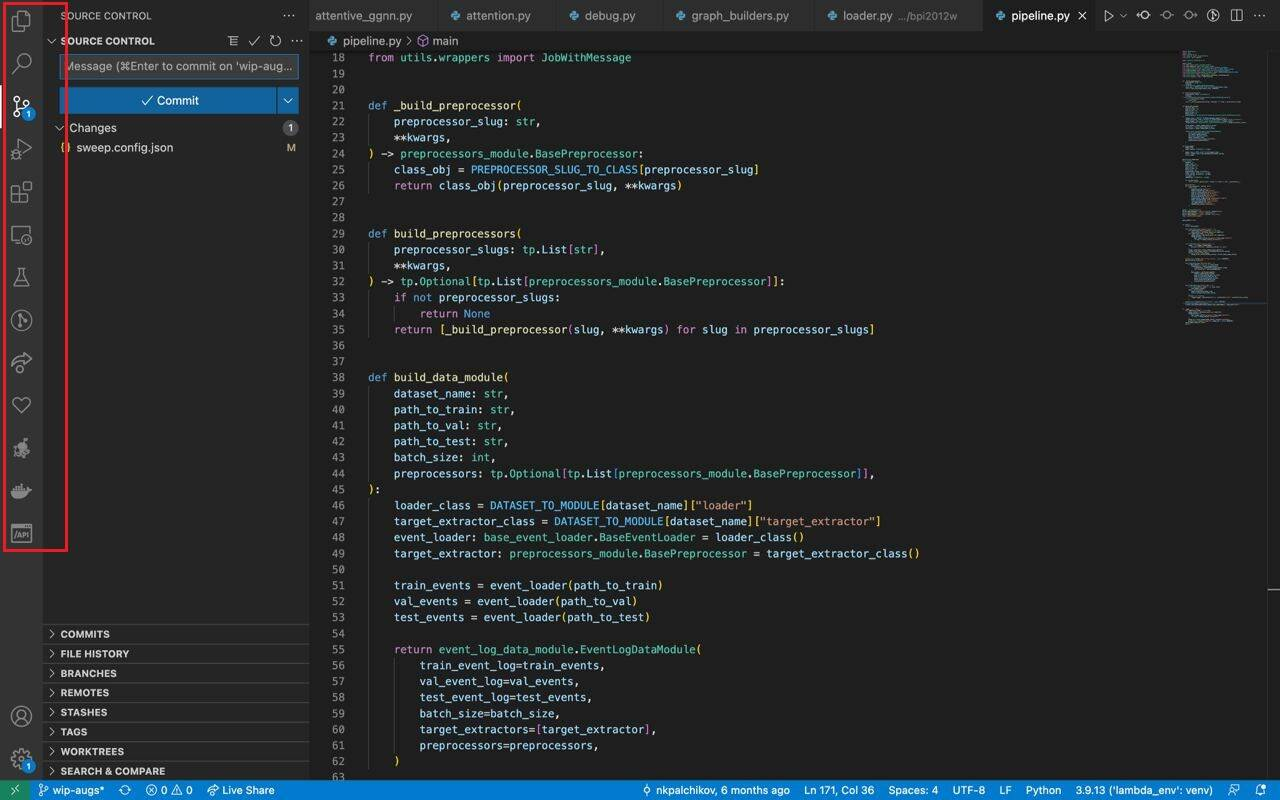 SOURCE CONTROL
SOURCE CONTROL
Message (⌘Enter to commit on 'wip-aug...
Commit
Changes 1
{} sweep.config.json M
COMMITS
FILE HISTORY
BRANCHES
REMOTES
STASHES
TAGS
WORKTREES
SEARCH & COMPARE
1
/API
1
attentive_ggnn.py attention.py debug.py graph_builders.py loader.py .../bpi2012w pipeline.py
pipeline.py > main
18 from utils.wrappers import JobWithMessage
19
20
21 def _build_preprocessor(
22     preprocessor_slug: str,
23     **kwargs,
24 ) -> preprocessors_module.BasePreprocessor:
25     class_obj = PREPROCESSOR_SLUG_TO_CLASS[preprocessor_slug]
26     return class_obj(preprocessor_slug, **kwargs)
27
28
29 def build_preprocessors(
30     preprocessor_slugs: tp.List[str],
31     **kwargs,
32 ) -> tp.Optional[tp.List[preprocessors_module.BasePreprocessor]]:
33     if not preprocessor_slugs:
34         return None
35     return [_build_preprocessor(slug, **kwargs) for slug in preprocessor_slugs]
36
37
38 def build_data_module(
39     dataset_name: str,
40     path_to_train: str,
41     path_to_val: str,
42     path_to_test: str,
43     batch_size: int,
44     preprocessors: tp.Optional[tp.List[preprocessors_module.BasePreprocessor]],
45 ):
46     loader_class = DATASET_TO_MODULE[dataset_name]["loader"]
47     target_extractor_class = DATASET_TO_MODULE[dataset_name]["target_extractor"]
48     event_loader: base_event_loader.BaseEventLoader = loader_class()
49     target_extractor: preprocessors_module.BasePreprocessor = target_extractor_class()
50
51     train_events = event_loader(path_to_train)
52     val_events = event_loader(path_to_val)
53     test_events = event_loader(path_to_test)
54
55     return event_log_data_module.EventLogDataModule(
56         train_event_log=train_events,
57         val_event_log=val_events,
58         test_event_log=test_events,
59         batch_size=batch_size,
60         target_extractors=[target_extractor],
61         preprocessors=preprocessors,
62     )
63
wip-augs* 0 0 Live Share nkpalchikov, 6 months ago Ln 171, Col 36 Spaces: 4 UTF-8 LF Python 3.9.13 ('lambda_env': venv)